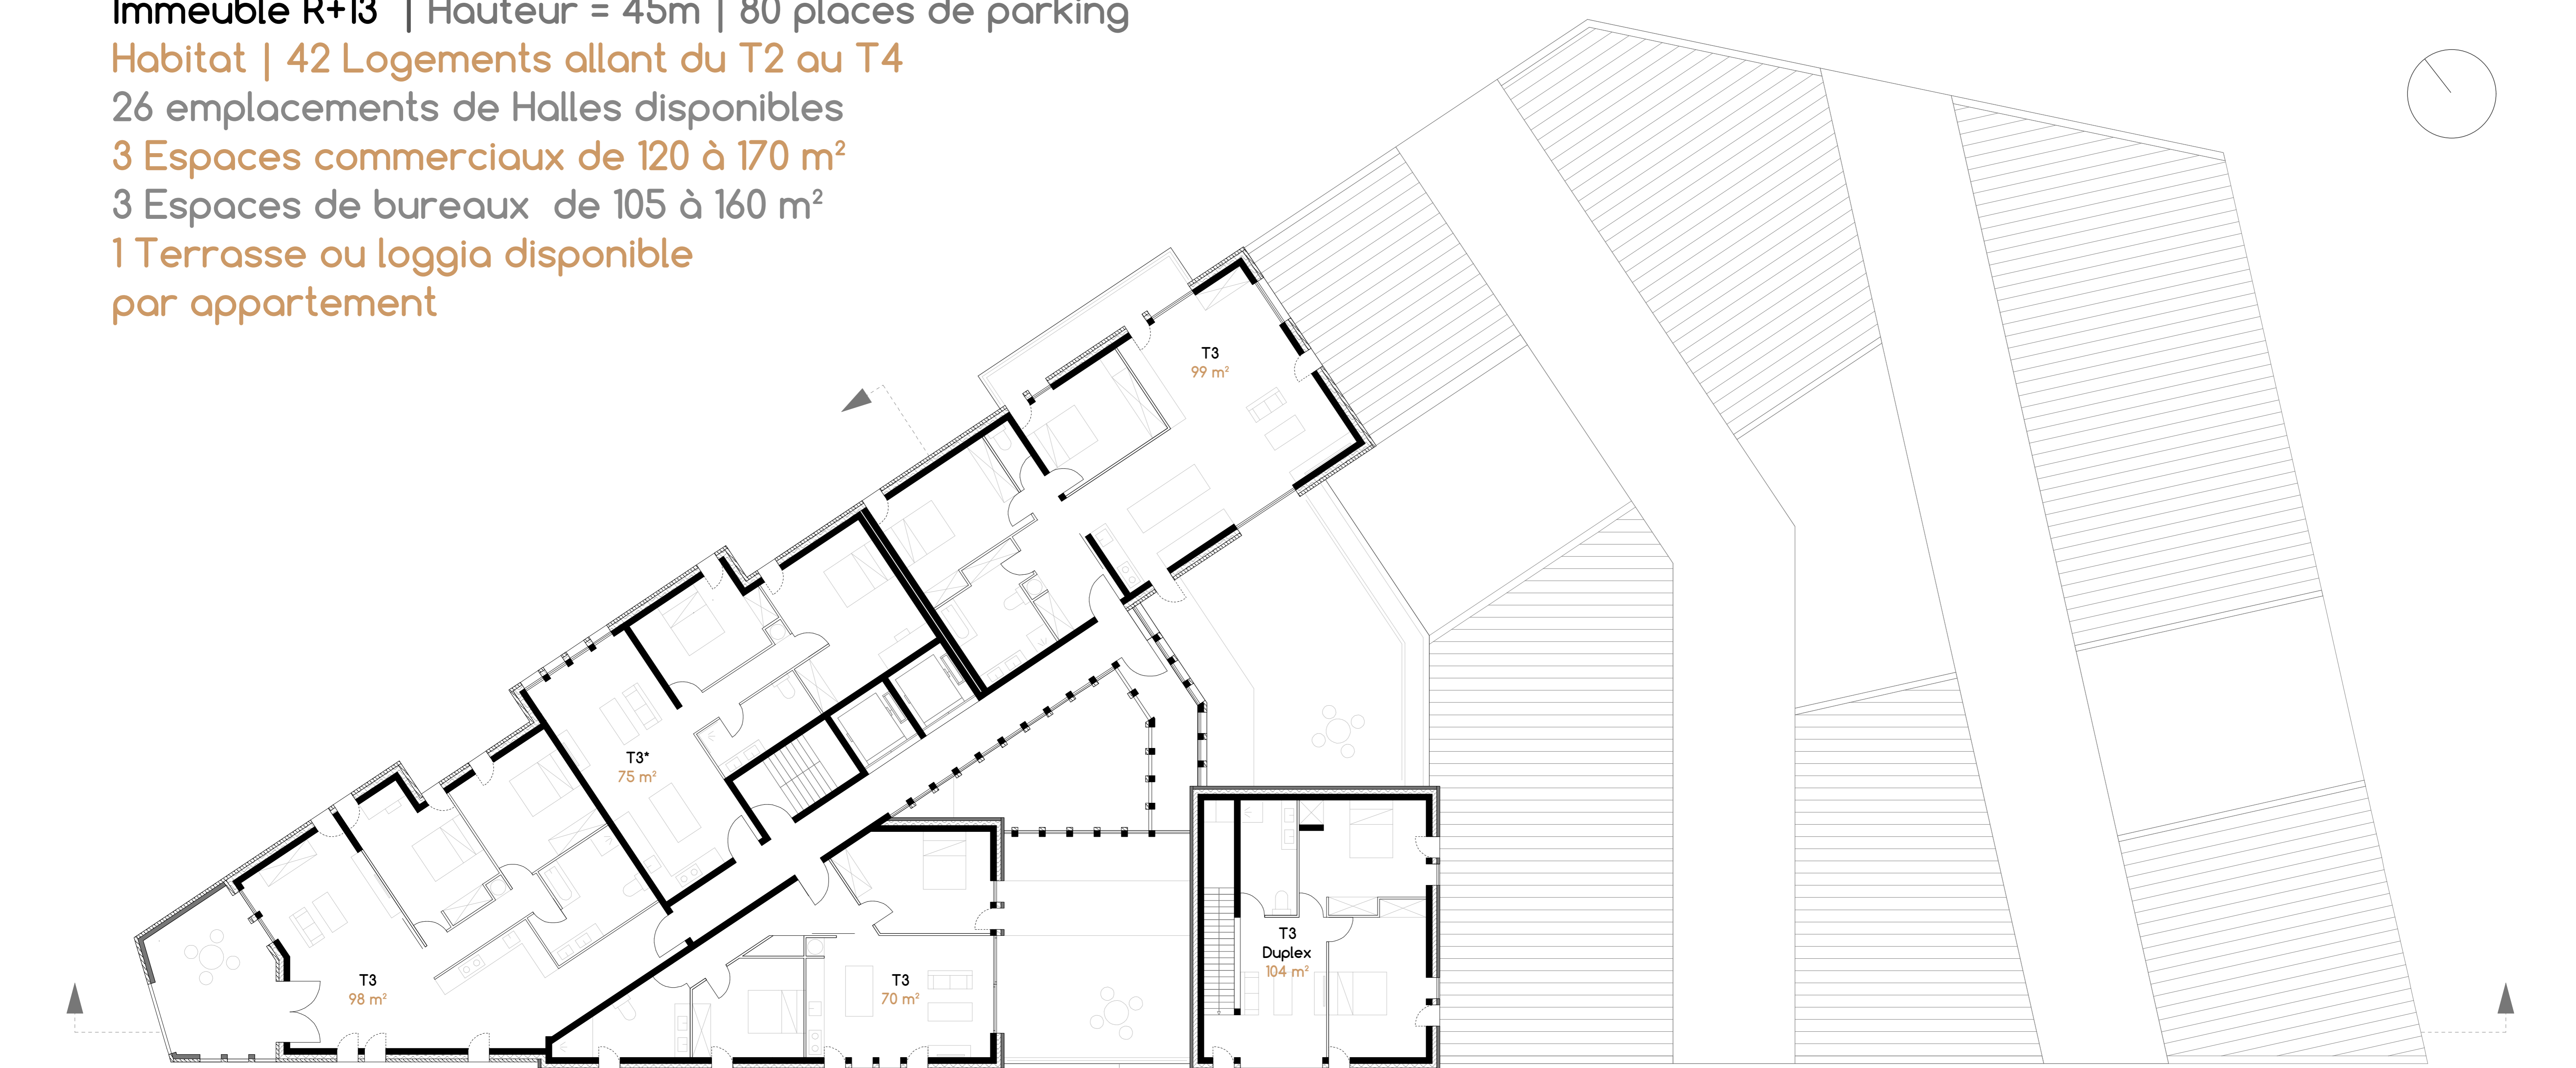 Immeuble R+13 | Hauteur = 45m | 80 places de parking
Habitat | 42 Logements allant du T2 au T4
26 emplacements de Halles disponibles
3 Espaces commerciaux de 120 à 170 m²
3 Espaces de bureaux de 105 à 160 m²
1 Terrasse ou loggia disponible
par appartement
T3
99 m²
T3*
75 m²
T3
98 m²
T3
70 m²
T3
Duplex
104 m²